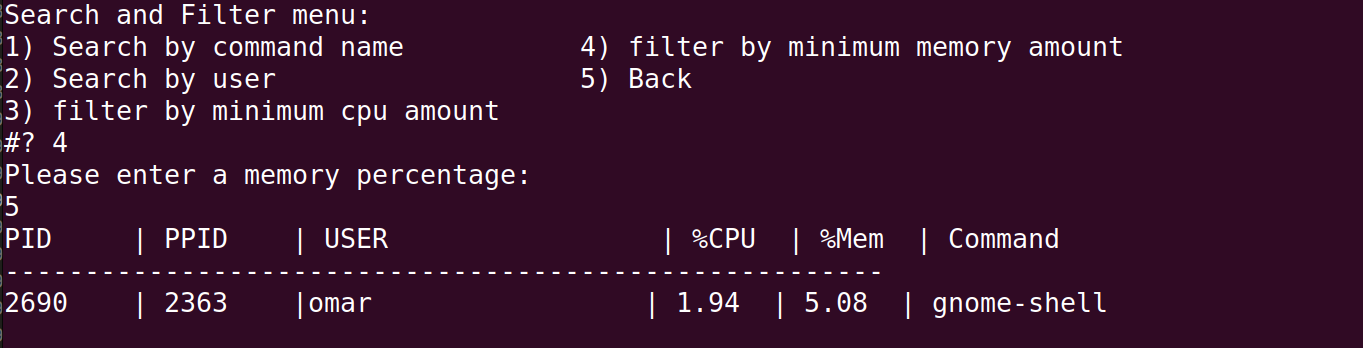 Search and Filter menu:
1) Search by command name           4) filter by minimum memory amount
2) Search by user                   5) Back
3) filter by minimum cpu amount
#? 4
Please enter a memory percentage:
5
PID     | PPID    | USER                 | %CPU  | %Mem  | Command
-------------------------------------------------------
2690    | 2363    |omar                 | 1.94  | 5.08  | gnome-shell